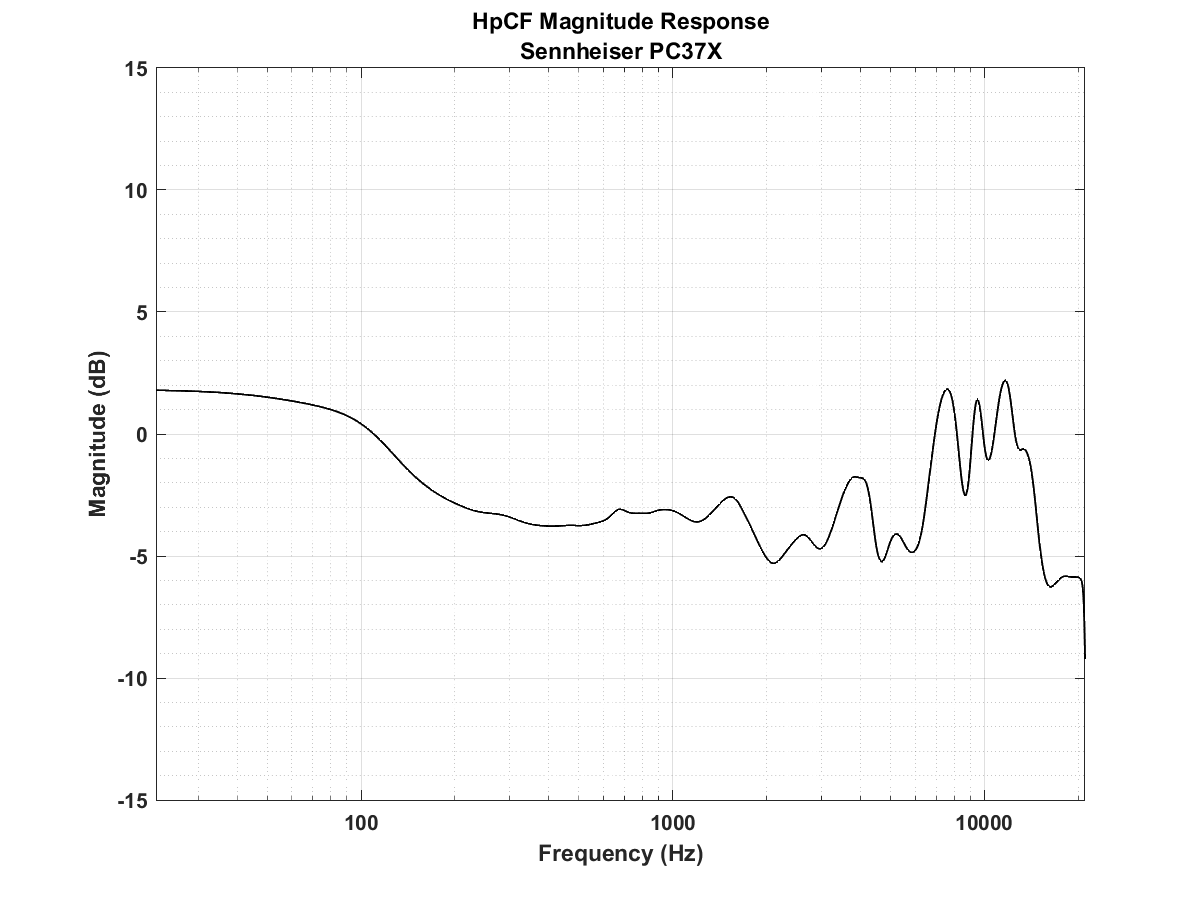 HpCF Magnitude Response
Sennheiser PC37X
15
10
5
0
-5
-10
-15
Magnitude (dB)
100
1000
10000
Frequency (Hz)